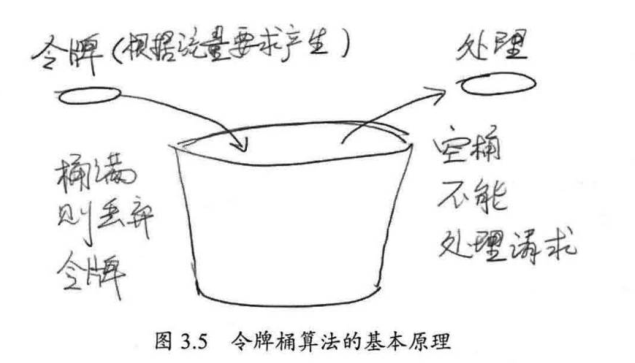 令牌（根据流量要求产生）
处理
桶满
则丢弃
令牌
空桶
不能
处理请求
图 3.5 令牌桶算法的基本原理